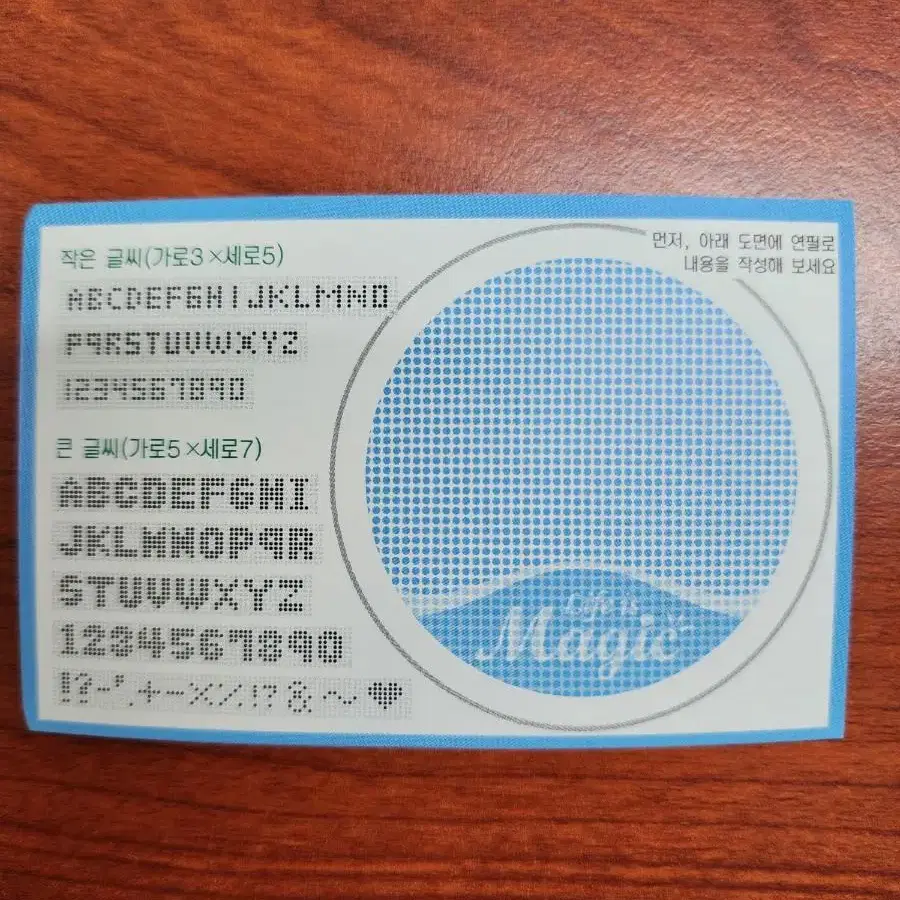 작은 글씨(가로3×세로5)
ABCDEFGHIJKLMNO
PQRSTUVWXYZ
1234567890
큰 글씨(가로5×세로7)
ABCDEFGHI
JKLMNOPQR
STUVWXYZ
1234567890
&~♥
먼저, 아래 도면에 연필로
내용을 작성해 보세요
Life is
Magic